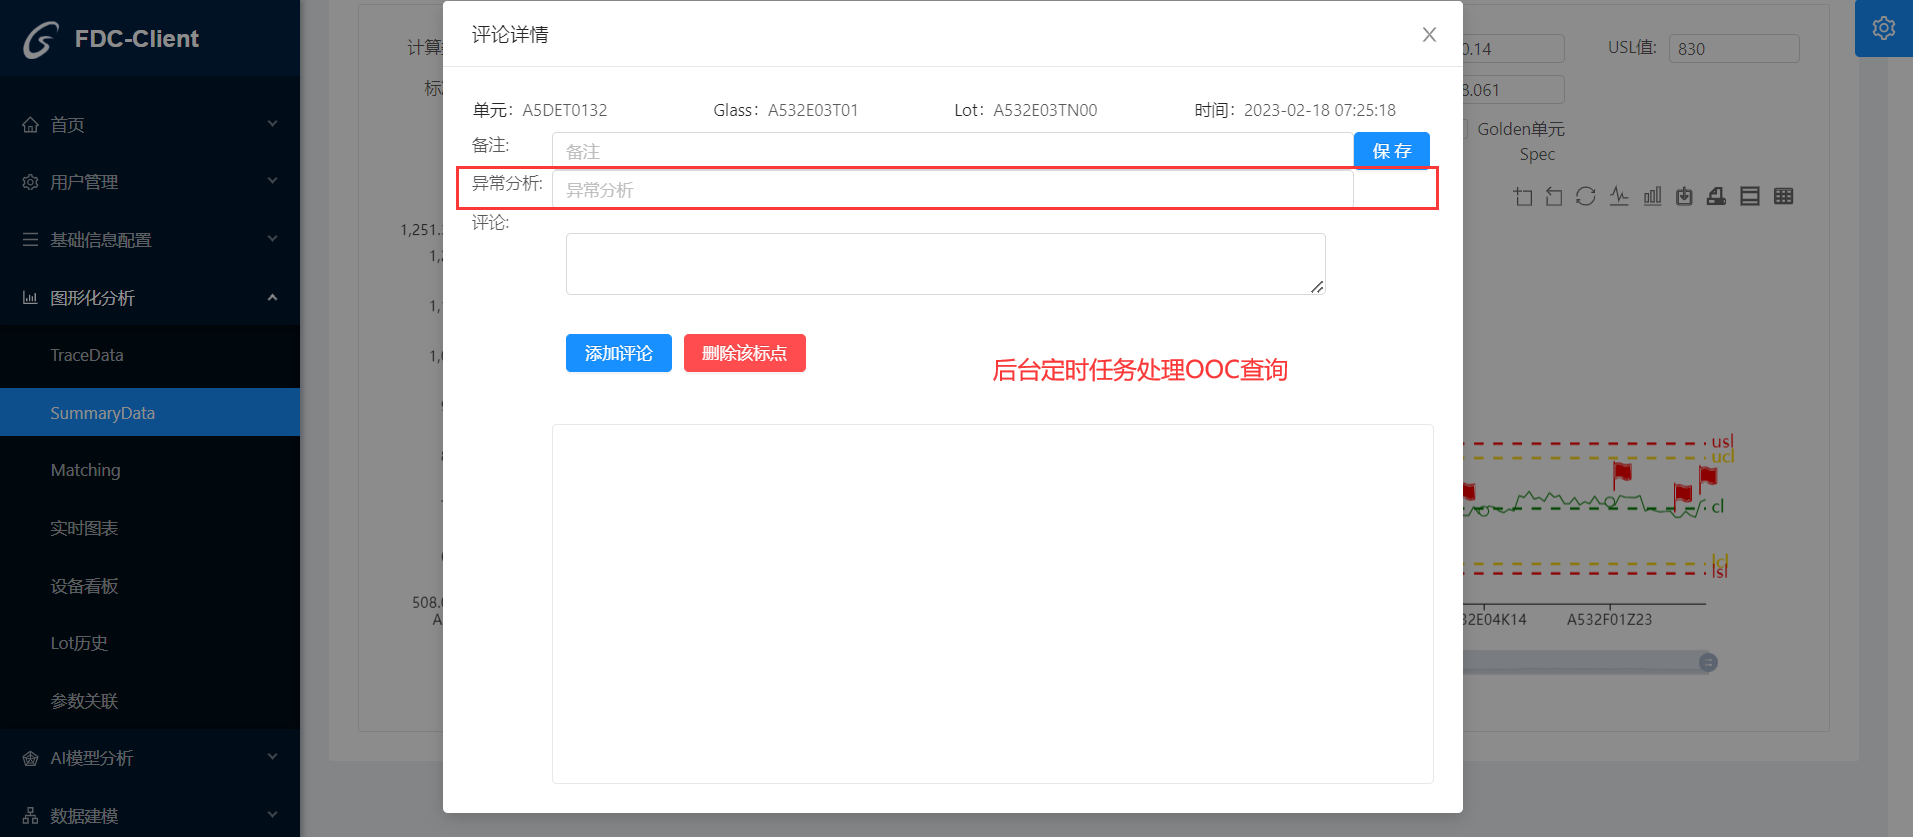 FDC-Client
首页
用户管理
基础信息配置
图形化分析
TraceData
SummaryData
Matching
实时图表
设备看板
Lot历史
参数关联
AI模型分析
数据建模
评论详情
单元: A5DET0132 Glass: A532E03T01 Lot: A532E03TN00 时间: 2023-02-18 07:25:18
备注: 备注 保 存
异常分析: 异常分析
评论:
添加评论 删除该标点
后台定时任务处理OOC查询
计算
0.14 USL值: 830
3.061
Golden单元
Spec
1,251.
508.
usl
ucl
cl
lcl
lsl
32E04K14 A532F01Z23